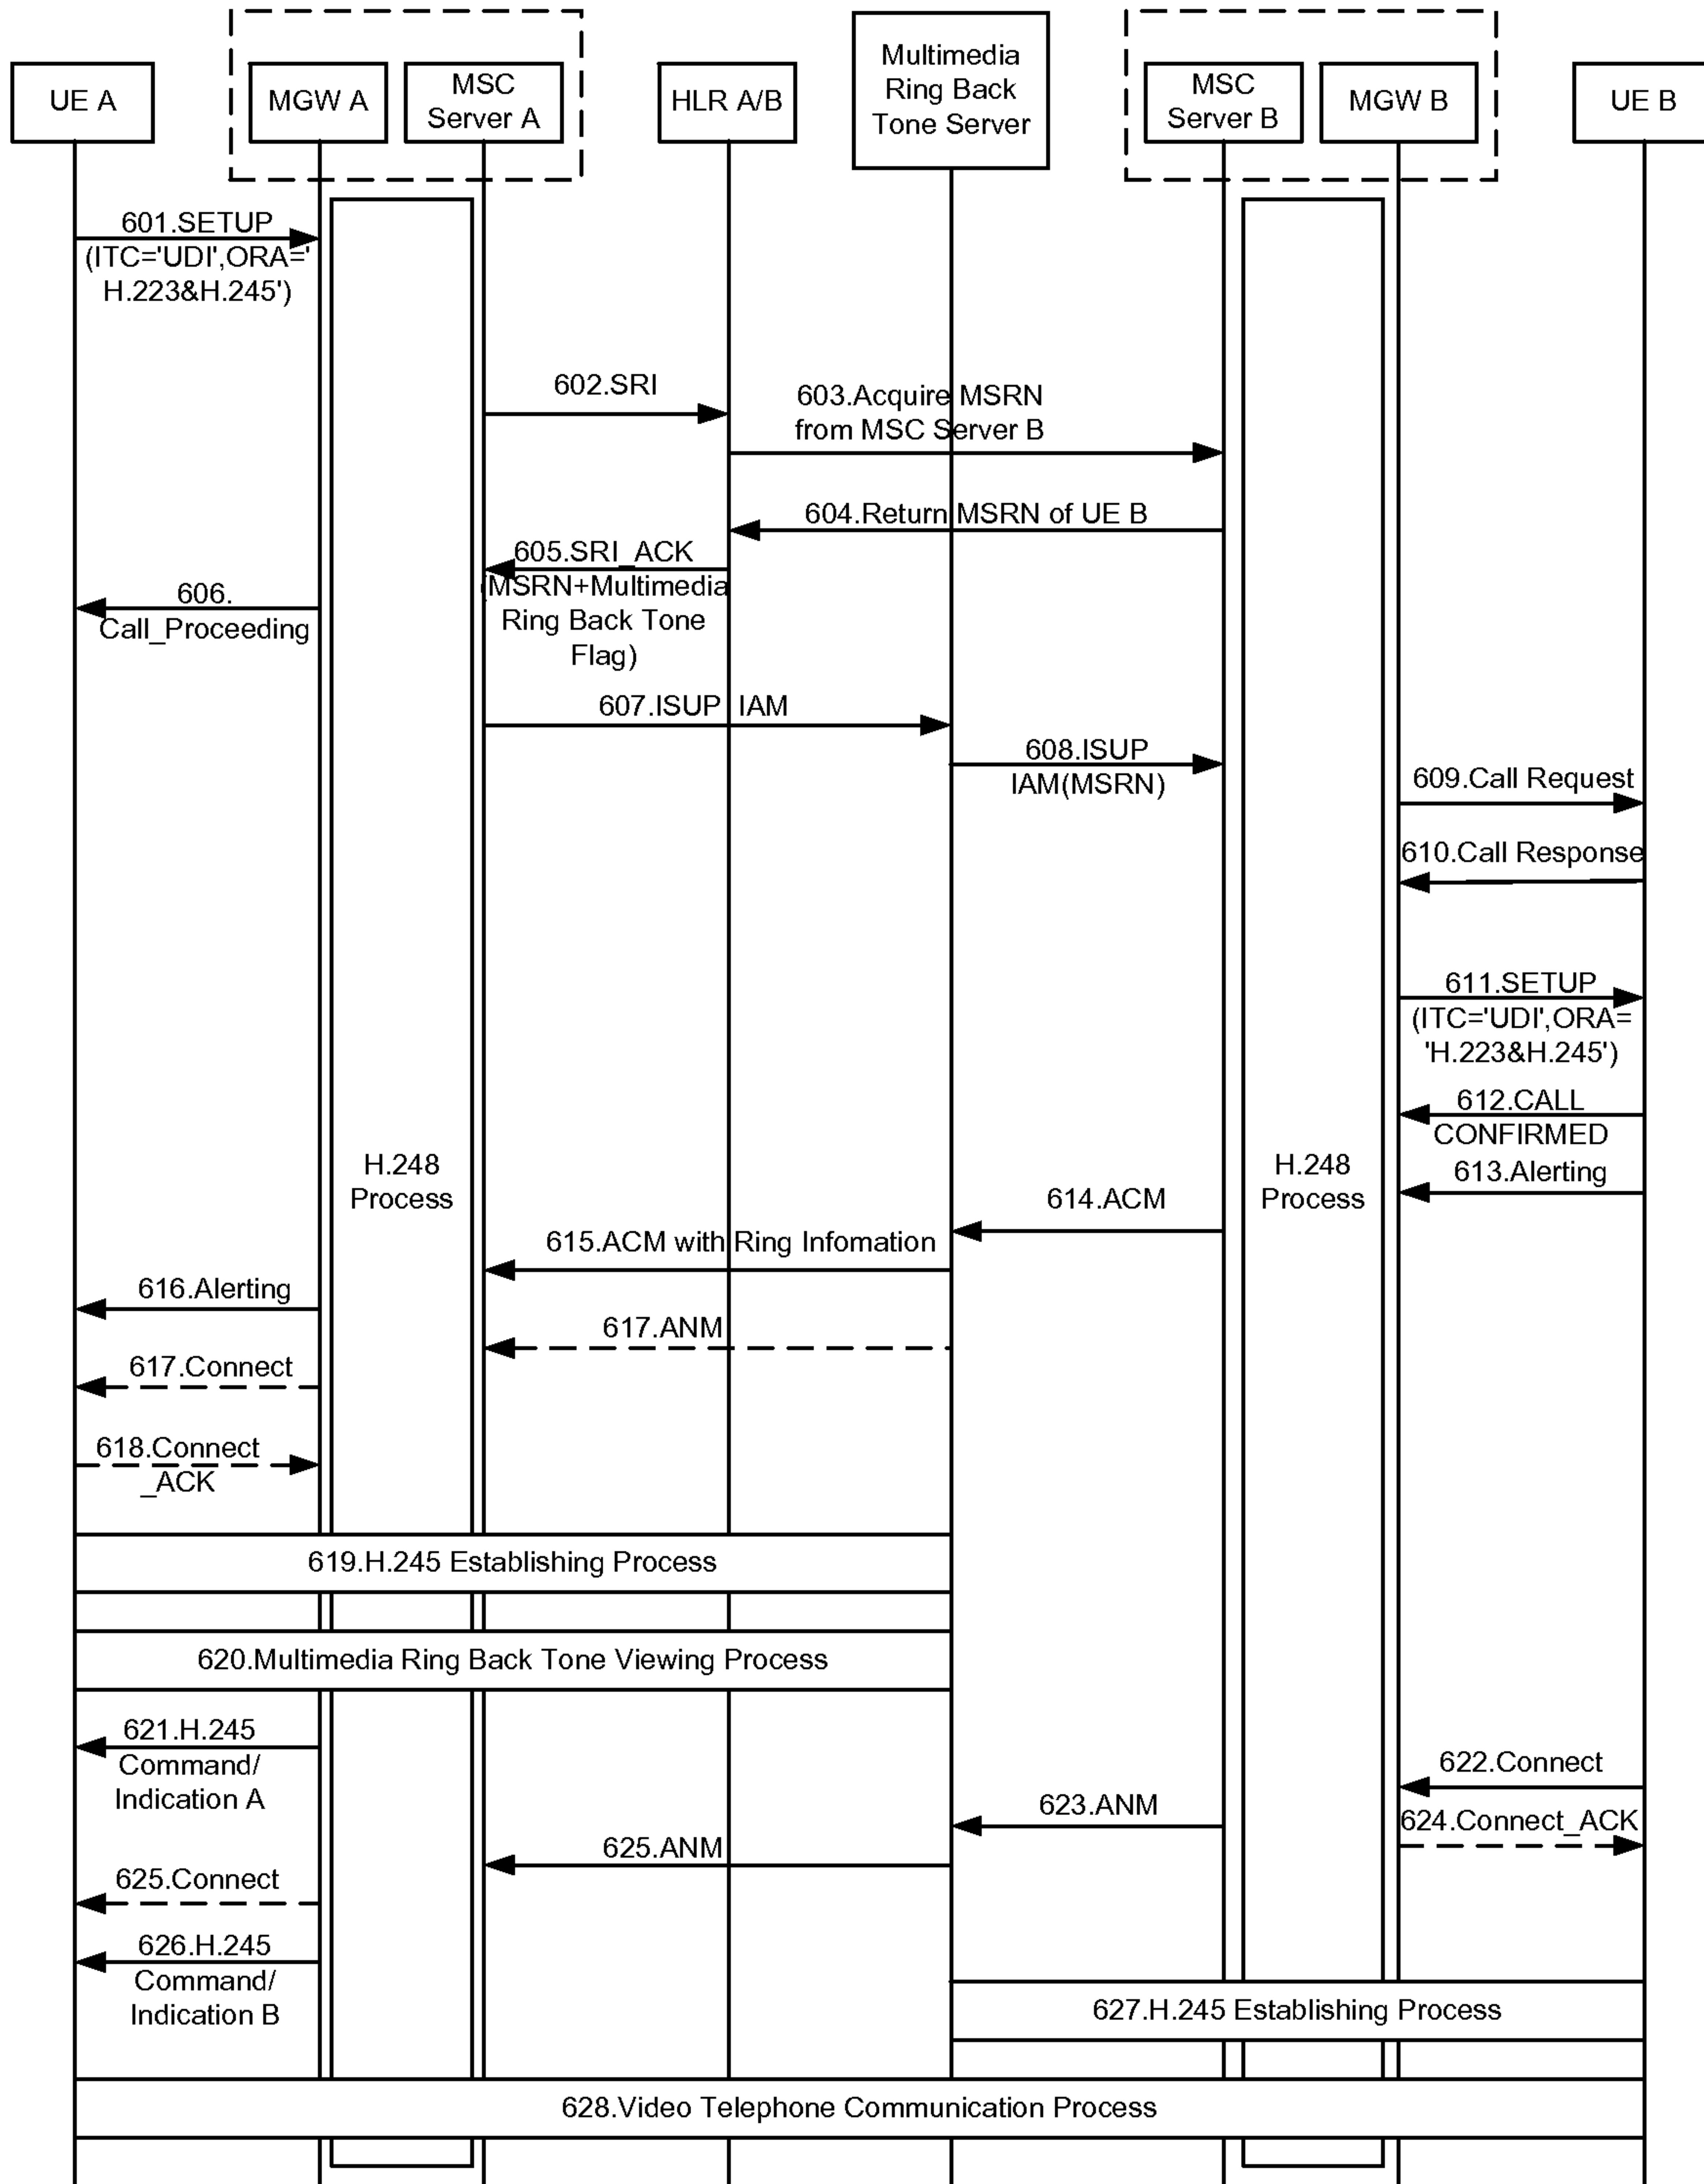 UE A
MGW A
MSC
Server A
HLR A/B
Multimedia
Ring Back
Tone Server
MSC
Server B
MGW B
UE B
601.SETUP
(ITC='UDI',ORA='
H.223&H.245')
602.SRI
603.Acquire MSRN
from MSC Server B
604.Return MSRN of UE B
605.SRI_ACK
(MSRN+Multimedia
Ring Back Tone
Flag)
606.
Call_Proceeding
607.ISUP IAM
608.ISUP
IAM(MSRN)
609.Call Request
610.Call Response
611.SETUP
(ITC='UDI',ORA=
'H.223&H.245')
612.CALL
CONFIRMED
613.Alerting
H.248
Process
H.248
Process
614.ACM
615.ACM with Ring Infomation
616.Alerting
617.ANM
617.Connect
618.Connect
_ACK
619.H.245 Establishing Process
620.Multimedia Ring Back Tone Viewing Process
621.H.245
Command/
Indication A
622.Connect
623.ANM
624.Connect_ACK
625.ANM
625.Connect
626.H.245
Command/
Indication B
627.H.245 Establishing Process
628.Video Telephone Communication Process